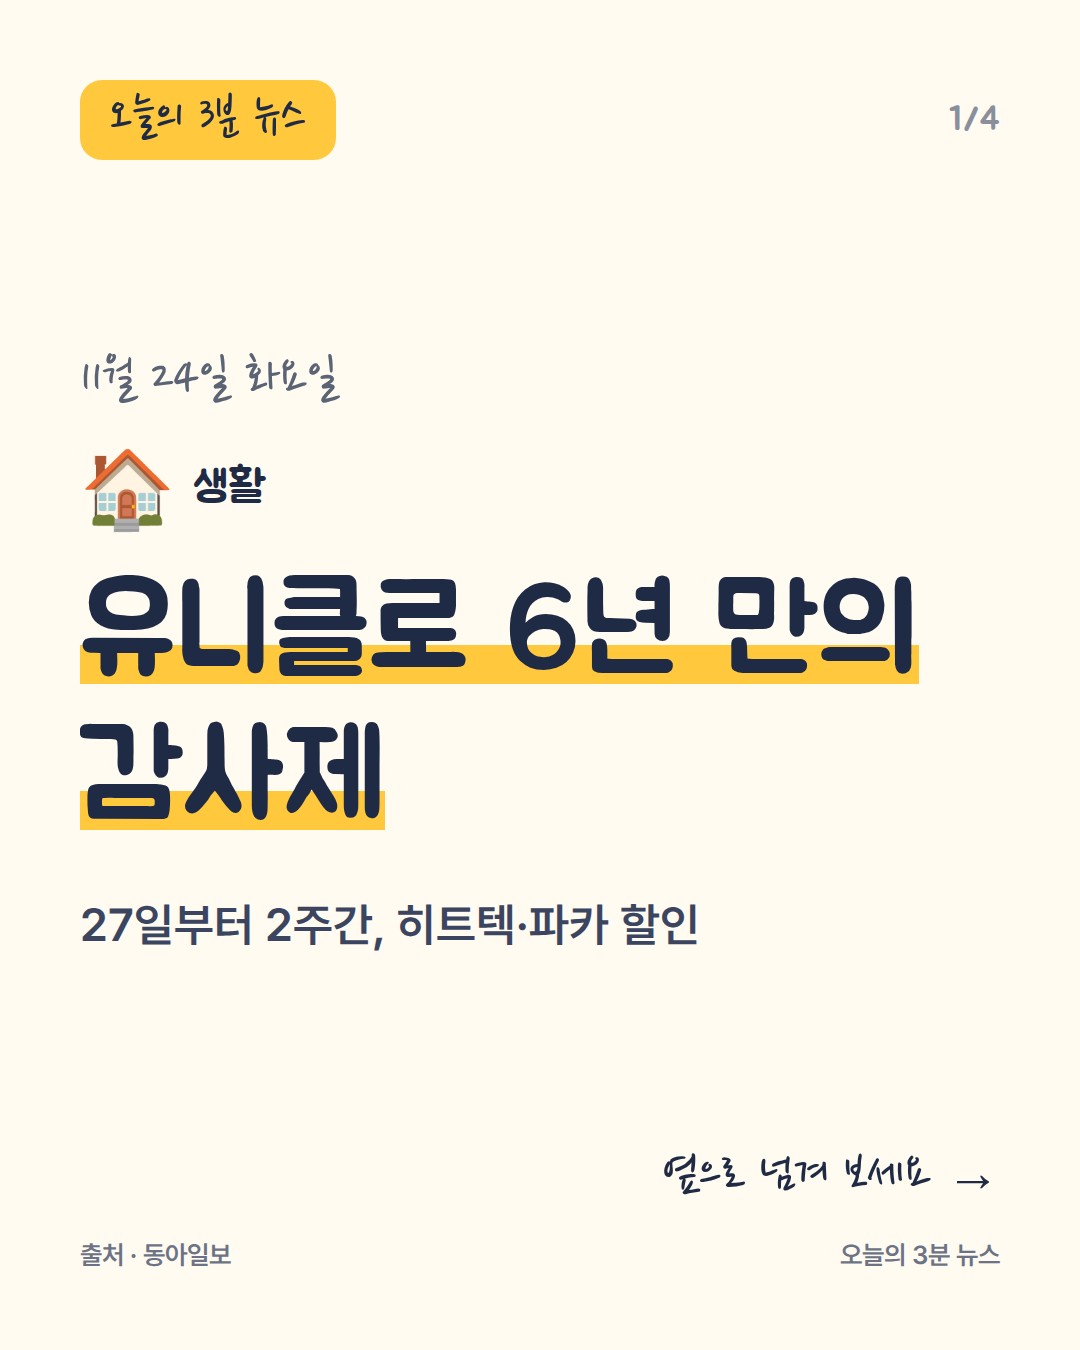 오늘의 3분 뉴스
1/4
11월 24일 화요일
생활
유니클로 6년 만의
감사제
27일부터 2주간, 히트텍·파카 할인
옆으로 넘겨 보세요 →
출처 · 동아일보
오늘의 3분 뉴스